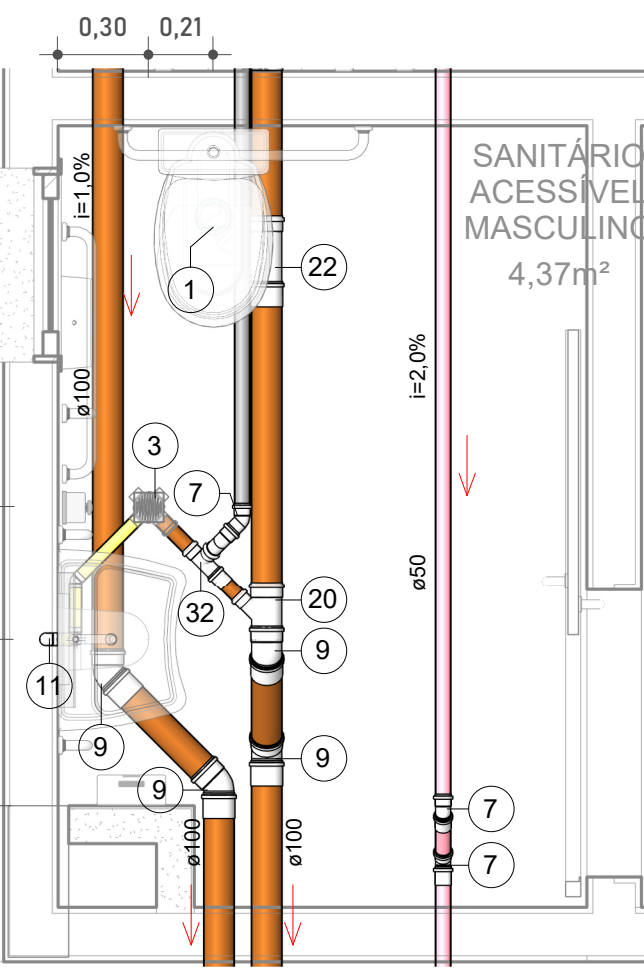 0,30
0,21
SANITÁRIO
ACESSÍVEL
MASCULINO
4,37m²
i=1,0%
22
1
i=2,0%
ø100
3
7
ø50
32
20
9
11
9
9
9
7
ø100
ø100
7